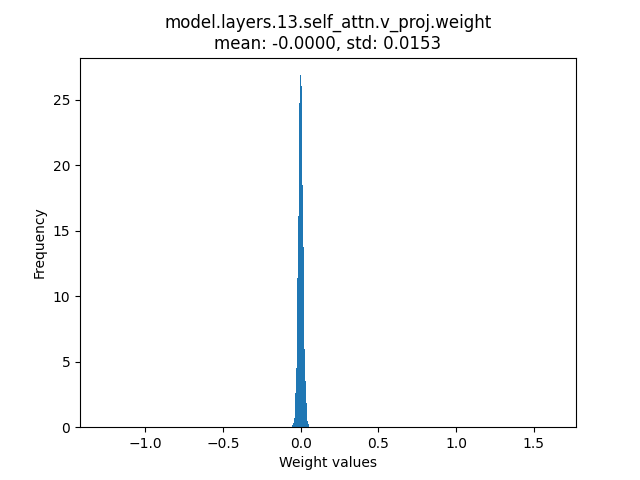 model.layers.13.self_attn.v_proj.weight
mean: -0.0000, std: 0.0153
Frequency
25
20
15
10
5
0
−1.0 −0.5 0.0 0.5 1.0 1.5
Weight values